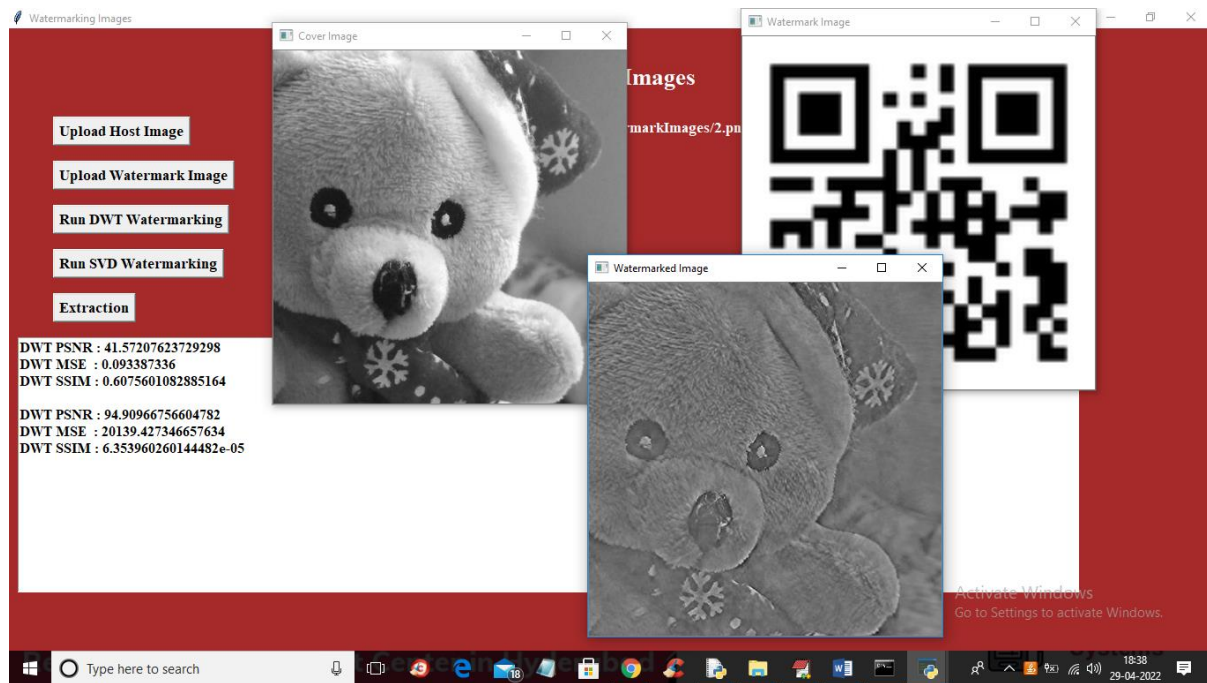 Watermarking Images
Cover Image
Watermark Image
Images
markImages/2.pn
Upload Host Image
Upload Watermark Image
Run DWT Watermarking
Run SVD Watermarking
Extraction
Watermarked Image
DWT PSNR : 41.57207623729298
DWT MSE : 0.093387336
DWT SSIM : 0.6075601082885164
DWT PSNR : 94.90966756604782
DWT MSE : 20139.427346657634
DWT SSIM : 6.353960260144482e-05
Activate Windows
Go to Settings to activate Windows.
Type here to search
18
18:38
29-04-2022